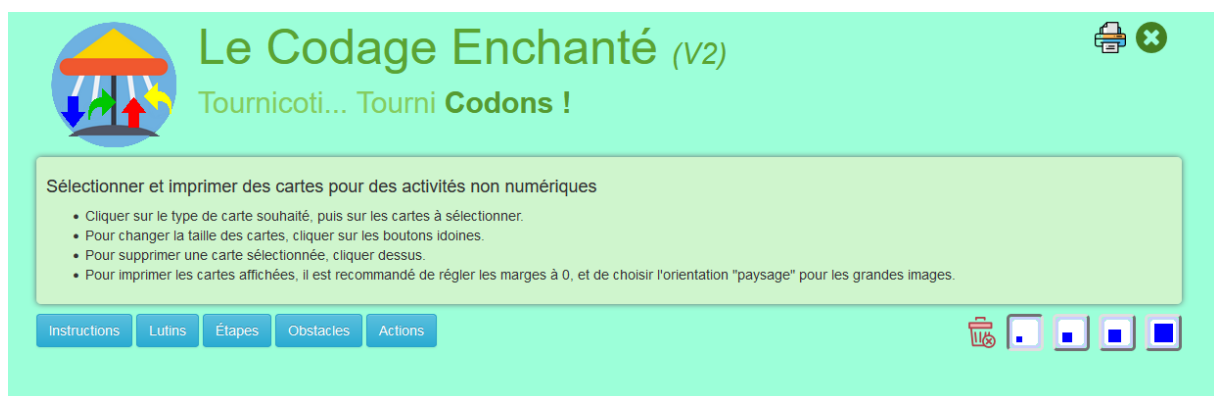 Le Codage Enchanté (V2)
Tournicoti... Tourni Codons !
Sélectionner et imprimer des cartes pour des activités non numériques
• Cliquer sur le type de carte souhaité, puis sur les cartes à sélectionner.
• Pour changer la taille des cartes, cliquer sur les boutons idoines.
• Pour supprimer une carte sélectionnée, cliquer dessus.
• Pour imprimer les cartes affichées, il est recommandé de régler les marges à 0, et de choisir l'orientation "paysage" pour les grandes images.
Instructions Lutins Étapes Obstacles Actions